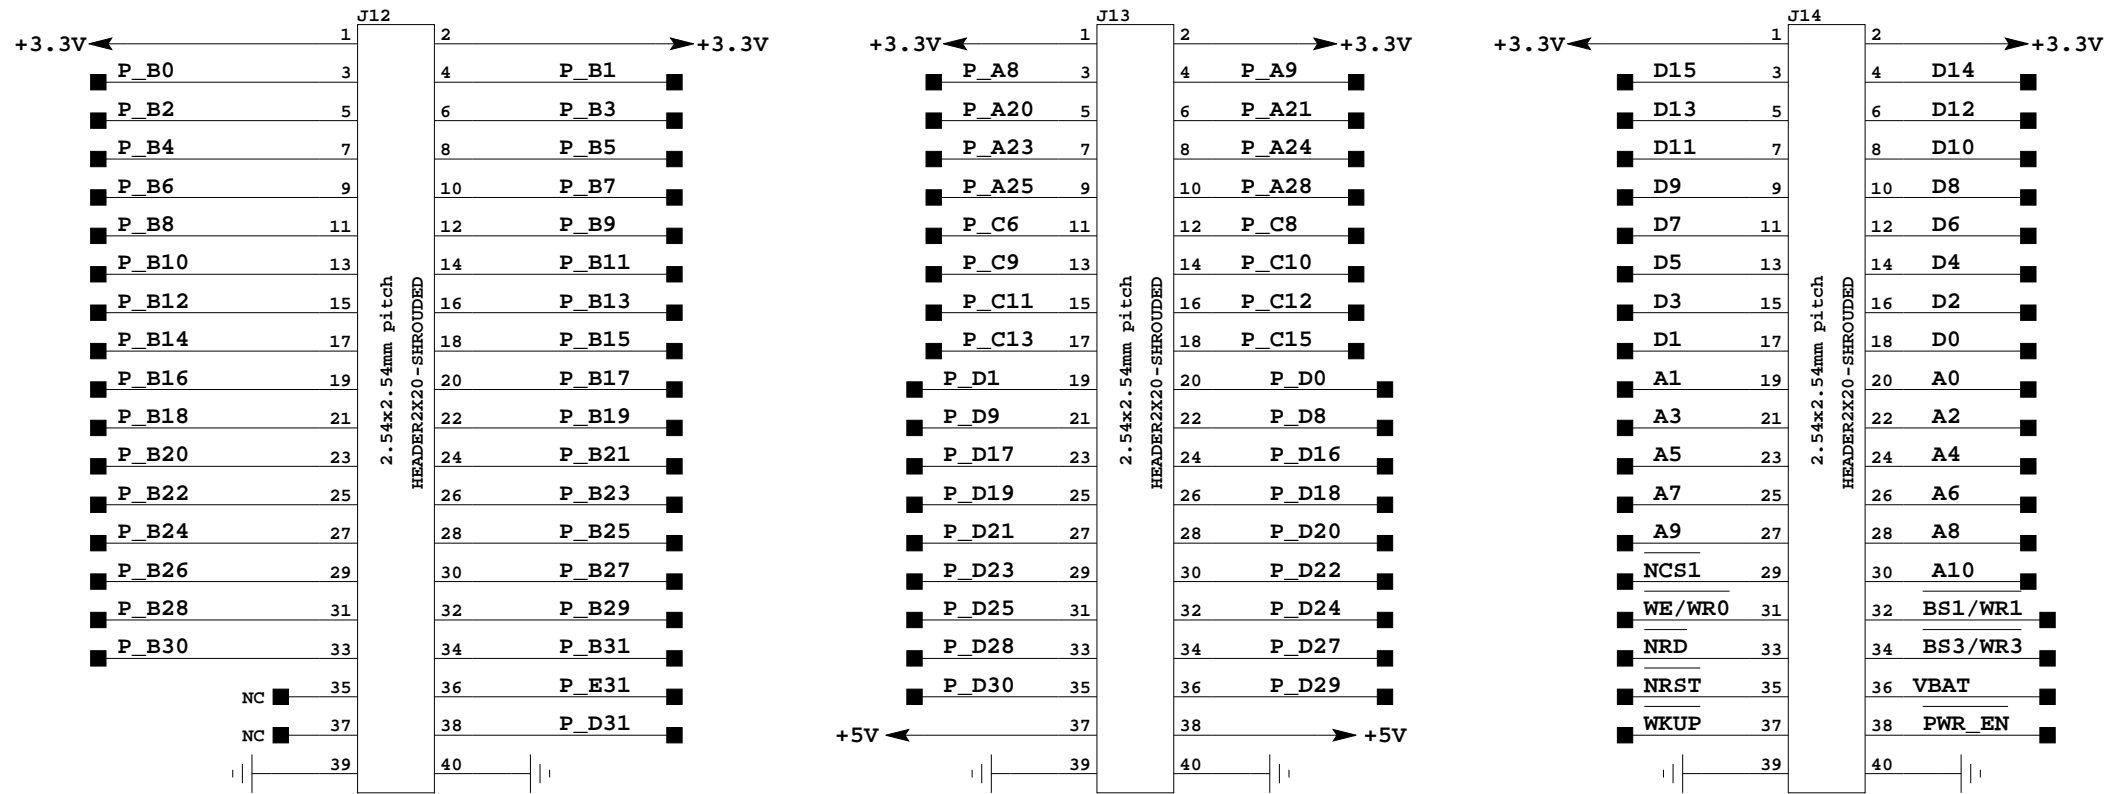 J12
+3.3V 1 2 +3.3V
P_B0 3 4 P_B1
P_B2 5 6 P_B3
P_B4 7 8 P_B5
P_B6 9 10 P_B7
P_B8 11 12 P_B9
P_B10 13 14 P_B11
P_B12 15 16 P_B13
P_B14 17 18 P_B15
P_B16 19 20 P_B17
P_B18 21 22 P_B19
P_B20 23 24 P_B21
P_B22 25 26 P_B23
P_B24 27 28 P_B25
P_B26 29 30 P_B27
P_B28 31 32 P_B29
P_B30 33 34 P_B31
NC 35 36 P_E31
NC 37 38 P_D31
39 40
2.54x2.54mm pitch
HEADER2X20-SHROUDED
J13
+3.3V 1 2 +3.3V
P_A8 3 4 P_A9
P_A20 5 6 P_A21
P_A23 7 8 P_A24
P_A25 9 10 P_A28
P_C6 11 12 P_C8
P_C9 13 14 P_C10
P_C11 15 16 P_C12
P_C13 17 18 P_C15
P_D1 19 20 P_D0
P_D9 21 22 P_D8
P_D17 23 24 P_D16
P_D19 25 26 P_D18
P_D21 27 28 P_D20
P_D23 29 30 P_D22
P_D25 31 32 P_D24
P_D28 33 34 P_D27
P_D30 35 36 P_D29
+5V 37 38 +5V
39 40
2.54x2.54mm pitch
HEADER2X20-SHROUDED
J14
+3.3V 1 2 +3.3V
D15 3 4 D14
D13 5 6 D12
D11 7 8 D10
D9 9 10 D8
D7 11 12 D6
D5 13 14 D4
D3 15 16 D2
D1 17 18 D0
A1 19 20 A0
A3 21 22 A2
A5 23 24 A4
A7 25 26 A6
A9 27 28 A8
NCS1 29 30 A10
WE/WR0 31 32 BS1/WR1
NRD 33 34 BS3/WR3
NRST 35 36 VBAT
WKUP 37 38 PWR_EN
39 40
2.54x2.54mm pitch
HEADER2X20-SHROUDED